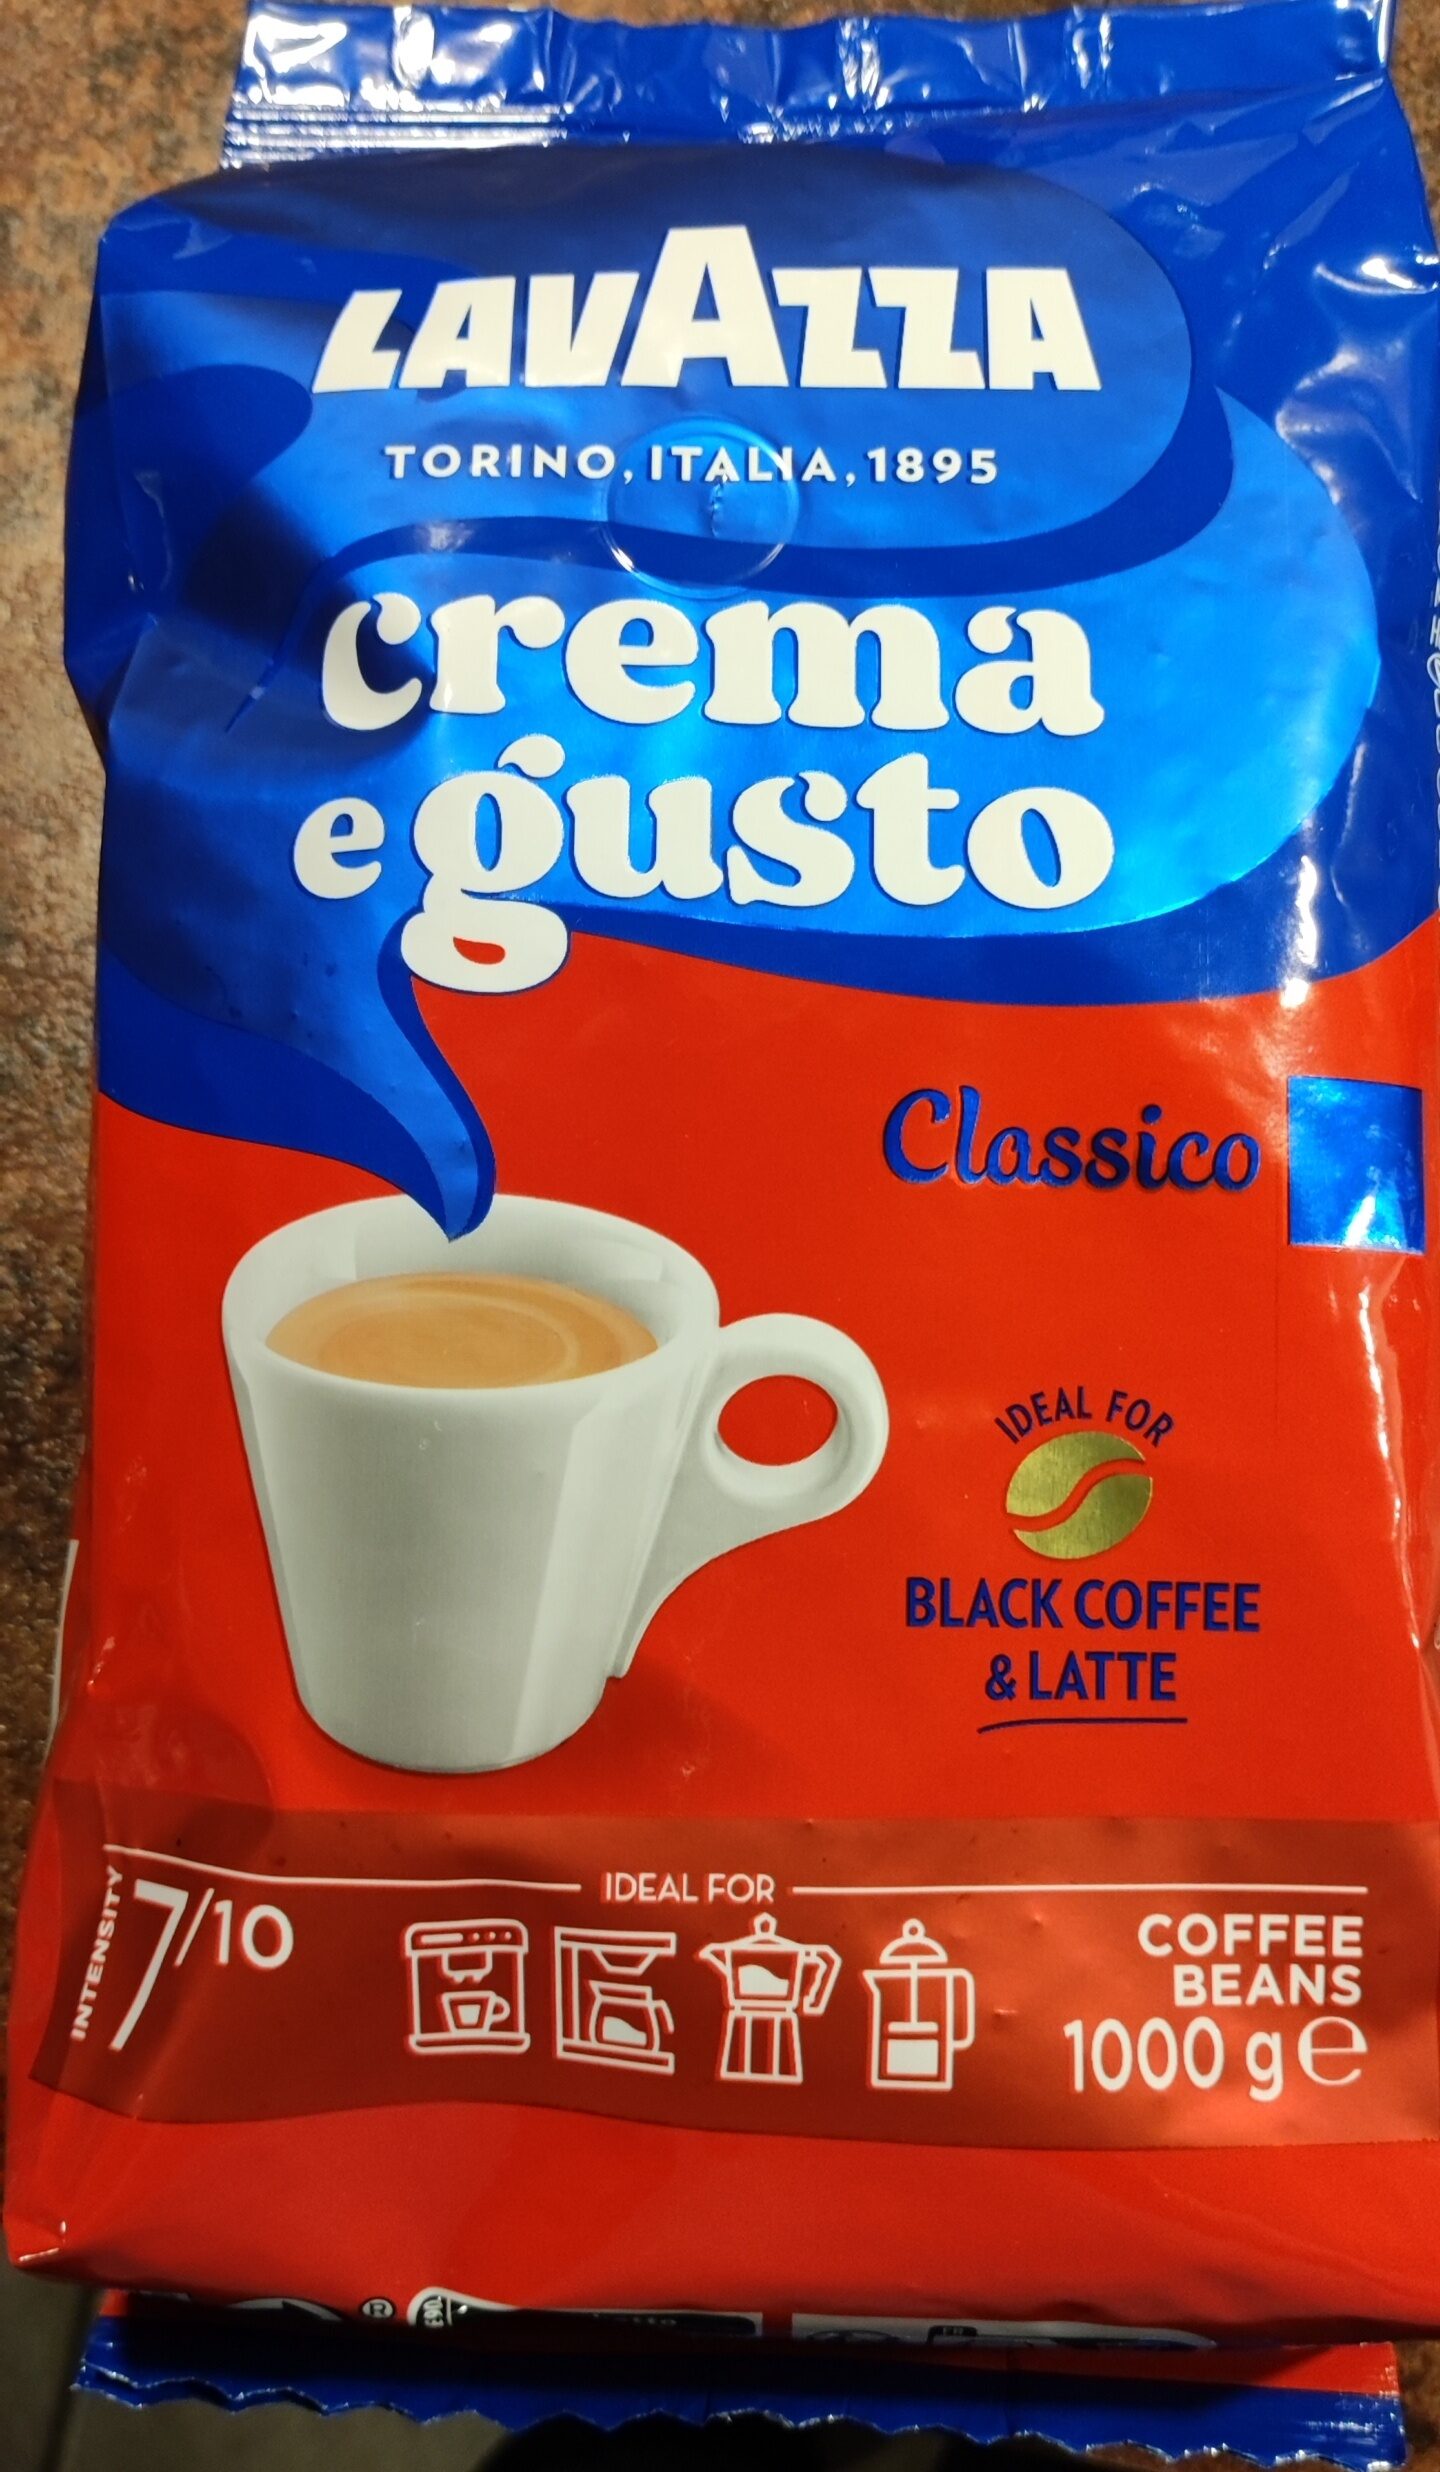 LAVAZZA
TORINO, ITALIA, 1895
crema
e gusto
Classico
IDEAL FOR
BLACK COFFEE
& LATTE
INTENSITY
7/10
IDEAL FOR
COFFEE
BEANS
1000 g e
®